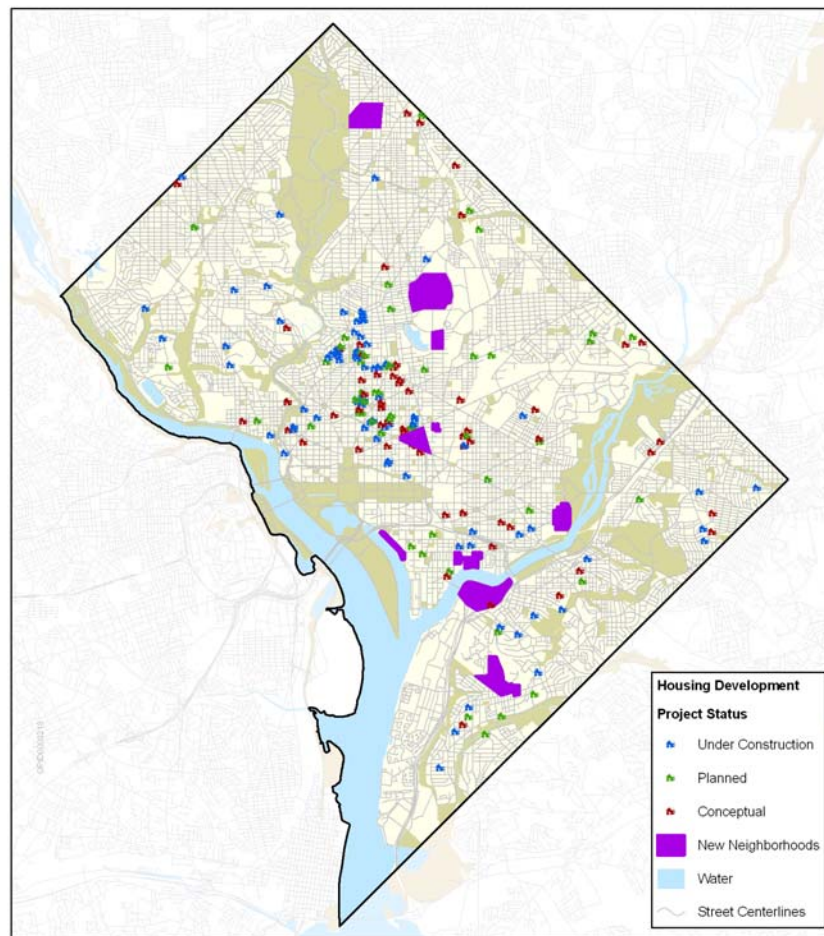 Housing Development
Project Status
Under Construction
Planned
Conceptual
New Neighborhoods
Water
Street Centerlines